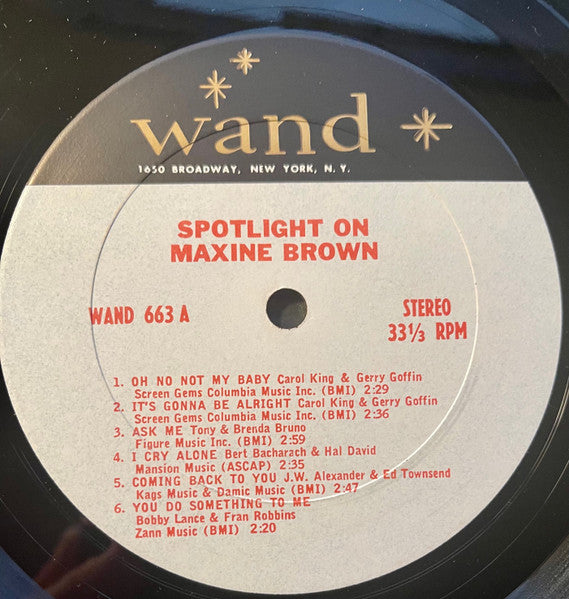 wand
1650 BROADWAY, NEW YORK, N. Y.
SPOTLIGHT ON
MAXINE BROWN
WAND 663 A
STEREO
33⅓ RPM
1. OH NO NOT MY BABY Carol King & Gerry Goffin
Screen Gems Columbia Music Inc. (BMI) 2:29
2. IT'S GONNA BE ALRIGHT Carol King & Gerry Goffin
Screen Gems Columbia Music Inc. (BMI) 2:36
3. ASK ME Tony & Brenda Bruno
Figure Music Inc. (BMI) 2:59
4. I CRY ALONE Bert Bacharach & Hal David
Mansion Music (ASCAP) 2:35
5. COMING BACK TO YOU J.W. Alexander & Ed Townsend
Kags Music & Damic Music (BMI) 2:47
6. YOU DO SOMETHING TO ME
Bobby Lance & Fran Robbins
Zann Music (BMI) 2:20